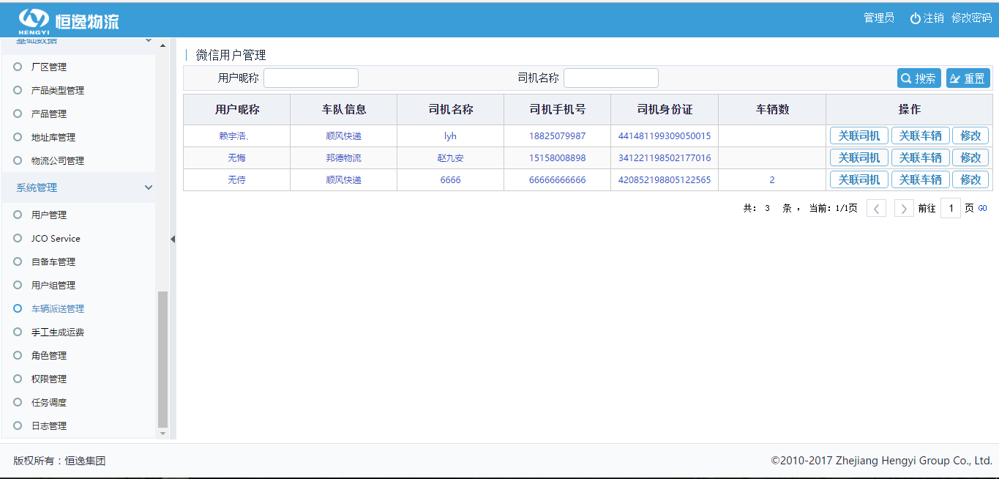 HENGYI 恒逸物流 管理员 注销 修改密码
基础数据
厂区管理
产品类型管理
产品管理
地址库管理
物流公司管理
系统管理
用户管理
JCO Service
自备车管理
用户组管理
车辆派送管理
手工生成运费
角色管理
权限管理
任务调度
日志管理
微信用户管理
用户昵称 司机名称 搜索 重置
用户昵称 车队信息 司机名称 司机手机号 司机身份证 车辆数 操作
赖宇浩、 顺风快递 lyh 18825079987 441481199309050015 关联司机 关联车辆 修改
无悔 邦德物流 赵九安 15158008898 341221198502177016 关联司机 关联车辆 修改
无侍 顺风快递 6666 66666666666 420852198805122565 2 关联司机 关联车辆 修改
共： 3 条 ， 当前：1/1页 前往 1 页 GO
版权所有：恒逸集团 ©2010-2017 Zhejiang Hengyi Group Co., Ltd.